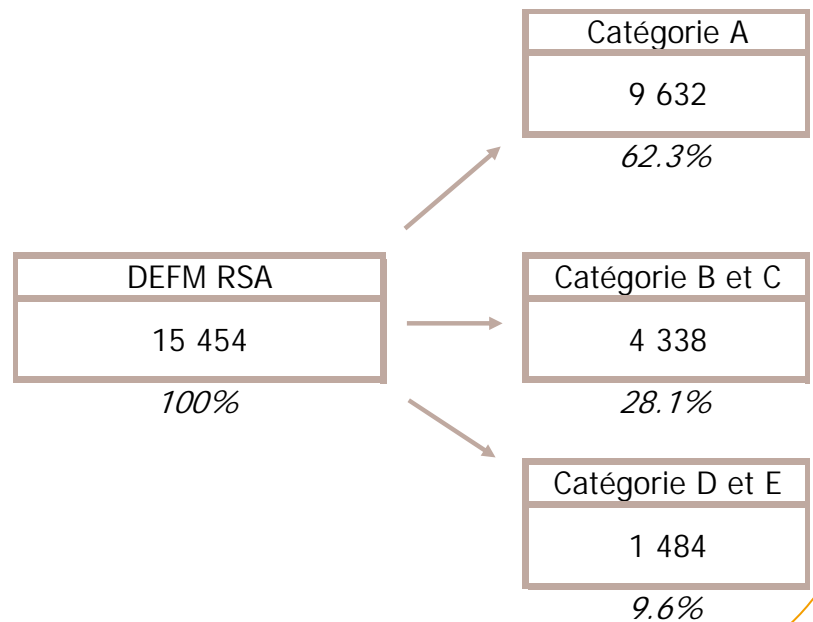 Catégorie A
9 632
62.3%
DEFM RSA
15 454
100%
Catégorie B et C
4 338
28.1%
Catégorie D et E
1 484
9.6%